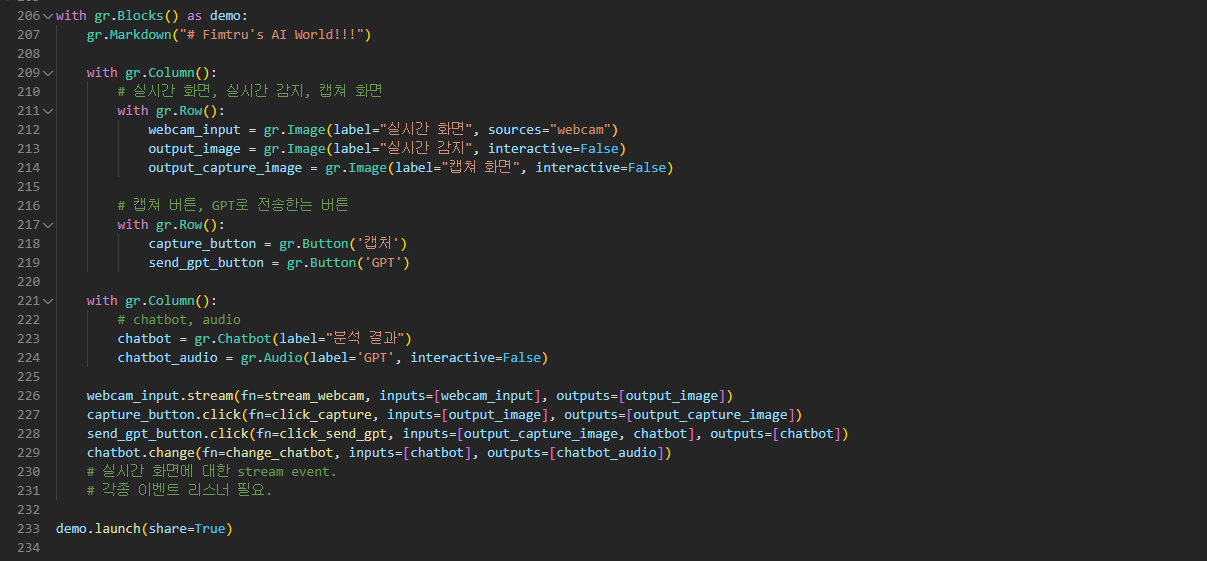 206 with gr.Blocks() as demo:
207     gr.Markdown("# Fimtru's AI World!!!")
208
209     with gr.Column():
210         # 실시간 화면, 실시간 감지, 캡쳐 화면
211         with gr.Row():
212             webcam_input = gr.Image(label="실시간 화면", sources="webcam")
213             output_image = gr.Image(label="실시간 감지", interactive=False)
214             output_capture_image = gr.Image(label="캡쳐 화면", interactive=False)
215
216         # 캡쳐 버튼, GPT로 전송한는 버튼
217         with gr.Row():
218             capture_button = gr.Button('캡처')
219             send_gpt_button = gr.Button('GPT')
220
221     with gr.Column():
222         # chatbot, audio
223         chatbot = gr.Chatbot(label="분석 결과")
224         chatbot_audio = gr.Audio(label='GPT', interactive=False)
225
226     webcam_input.stream(fn=stream_webcam, inputs=[webcam_input], outputs=[output_image])
227     capture_button.click(fn=click_capture, inputs=[output_image], outputs=[output_capture_image])
228     send_gpt_button.click(fn=click_send_gpt, inputs=[output_capture_image, chatbot], outputs=[chatbot])
229     chatbot.change(fn=change_chatbot, inputs=[chatbot], outputs=[chatbot_audio])
230     # 실시간 화면에 대한 stream event.
231     # 각종 이벤트 리스너 필요.
232
233 demo.launch(share=True)
234